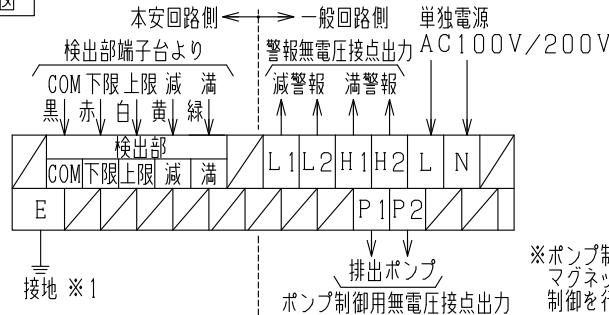 図
本安回路側 一般回路側 単独電源
検出部端子台より 警報無電圧接点出力 AC100V/200V
COM 下限 上限 減 満 減警報 満警報
黒 赤 白 黄 緑
検出部
COM 下限 上限 減 満 L1 L2 H1 H2 L N
E P1 P2
接地 ※1
排出ポンプ
ポンプ制御用無電圧接点出力
※ポンプ制
マグネッ
制御を行